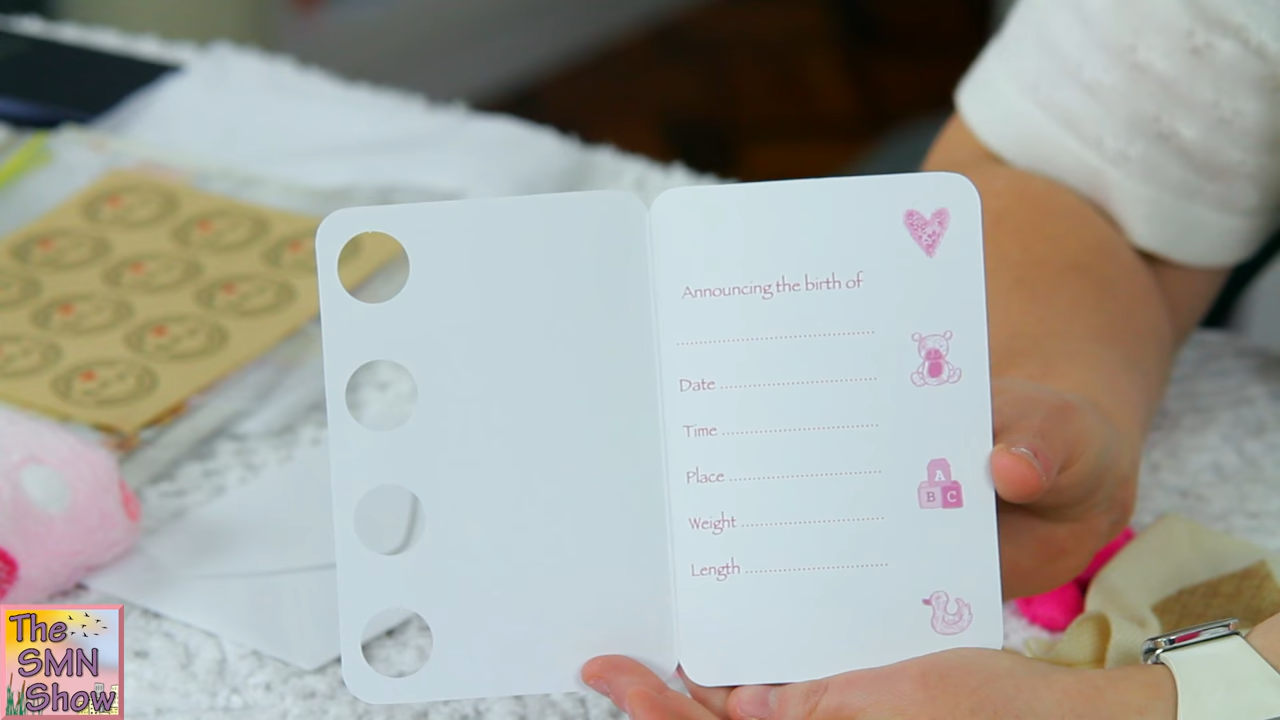 Announcing the birth of
Date
Time
Place
Weight
Length
A
B C
The
SMN
Show